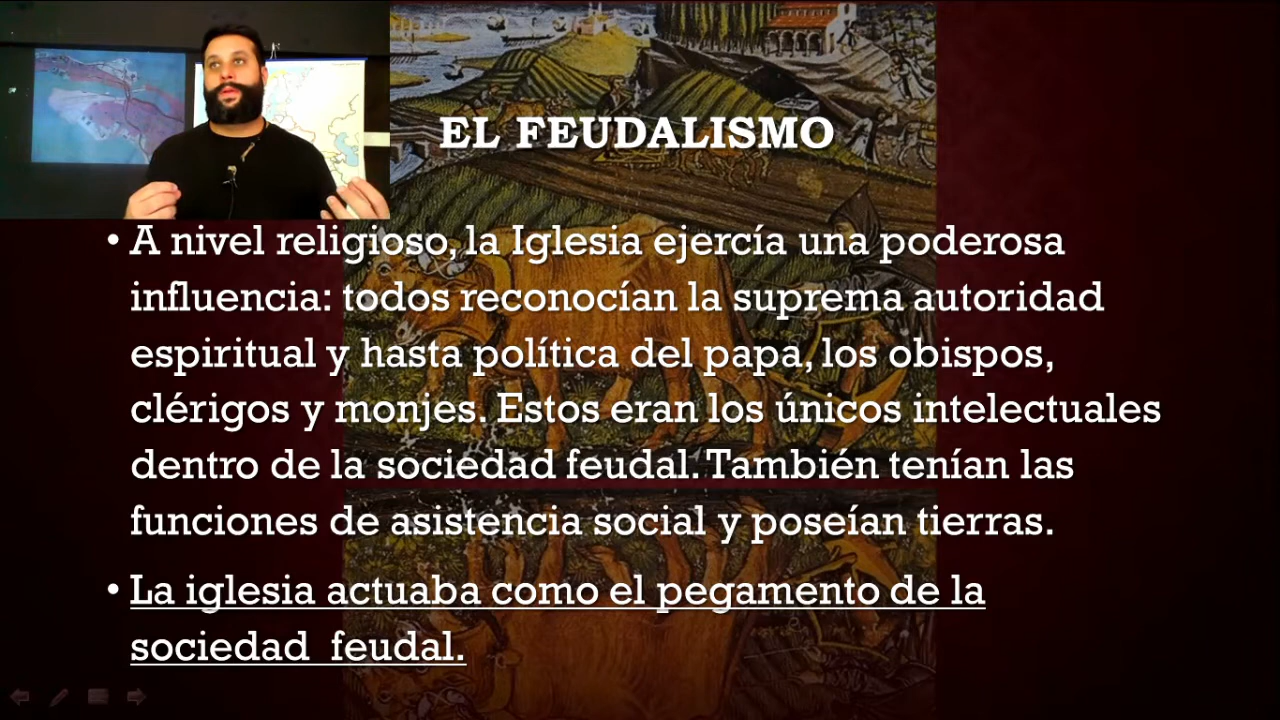 EL FEUDALISMO
• A nivel religioso, la Iglesia ejercía una poderosa
influencia: todos reconocían la suprema autoridad
espiritual y hasta política del papa, los obispos,
clérigos y monjes. Estos eran los únicos intelectuales
dentro de la sociedad feudal. También tenían las
funciones de asistencia social y poseían tierras.
• La iglesia actuaba como el pegamento de la
sociedad  feudal.